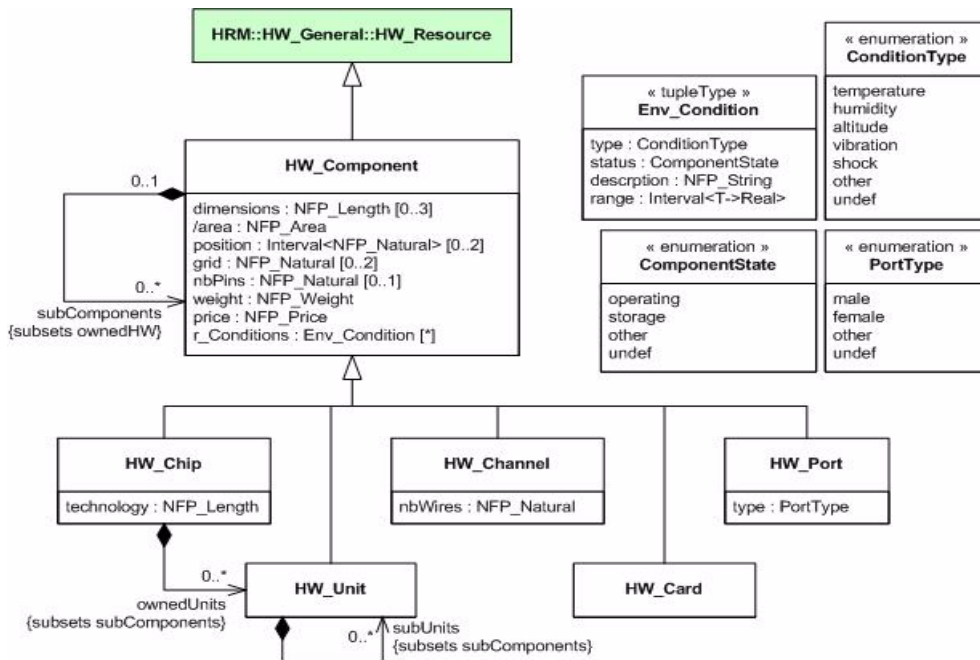 HRM::HW_General::HW_Resource
« enumeration »
ConditionType
temperature
humidity
altitude
vibration
shock
other
undef
« tupleType »
Env_Condition
type : ConditionType
status : ComponentState
descrption : NFP_String
range : Interval<T->Real>
HW_Component
dimensions : NFP_Length [0..3]
/area : NFP_Area
position : Interval<NFP_Natural> [0..2]
grid : NFP_Natural [0..2]
nbPins : NFP_Natural [0..1]
weight : NFP_Weight
price : NFP_Price
r_Conditions : Env_Condition [*]
0..1
0..*
subComponents
{subsets ownedHW}
« enumeration »
ComponentState
operating
storage
other
undef
« enumeration »
PortType
male
female
other
undef
HW_Chip
technology : NFP_Length
HW_Channel
nbWires : NFP_Natural
HW_Port
type : PortType
0..*
ownedUnits
{subsets subComponents}
HW_Unit
HW_Card
0..*
subUnits
{subsets subComponents}